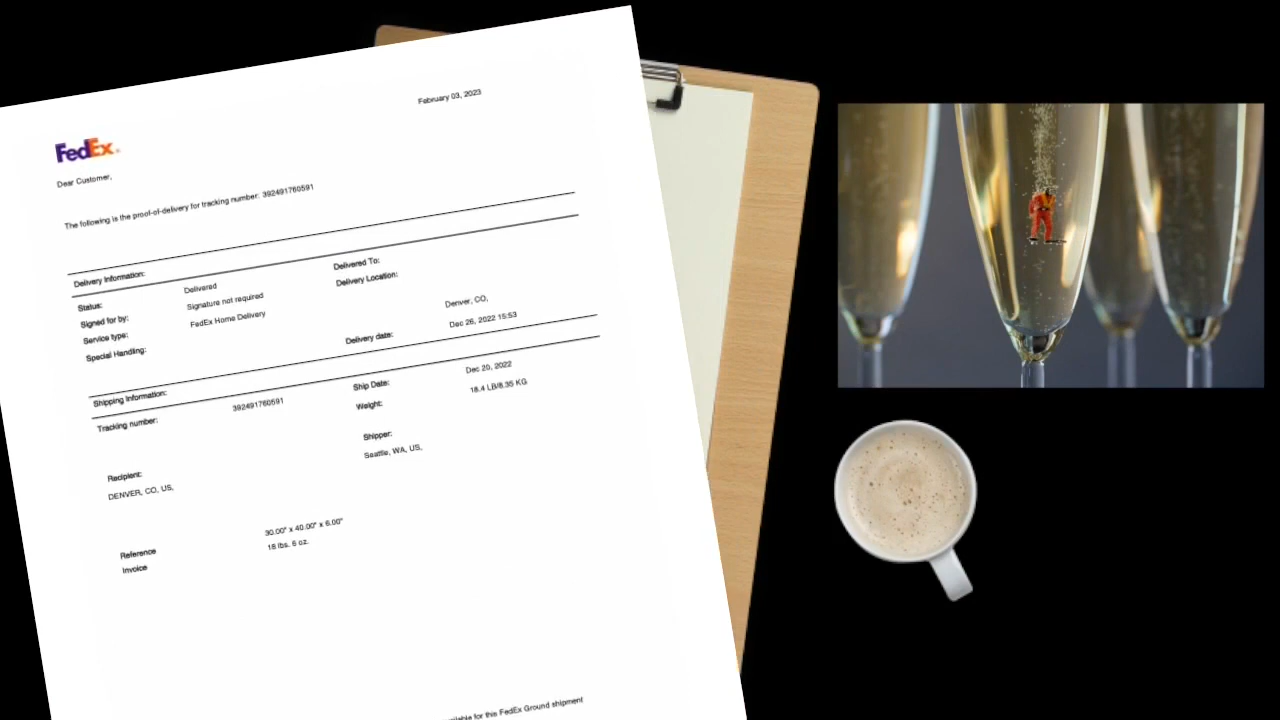 February 03, 2023
FedEx®
Dear Customer,
The following is the proof-of-delivery for tracking number: 392491760591
Delivery Information:
Status: Delivered Delivered To:
Signed for by: Signature not required Delivery Location:
Service type: FedEx Home Delivery
Special Handling:
Denver, CO,
Delivery date: Dec 26, 2022 15:53
Shipping Information:
Tracking number: 392491760591 Ship Date: Dec 20, 2022
Weight: 18.4 LB/8.35 KG
Recipient: Shipper:
DENVER, CO, US, Seattle, WA, US,
Reference 30.00" x 40.00" x 6.00"
Invoice 18 lbs. 6 oz.
for this FedEx Ground shipment